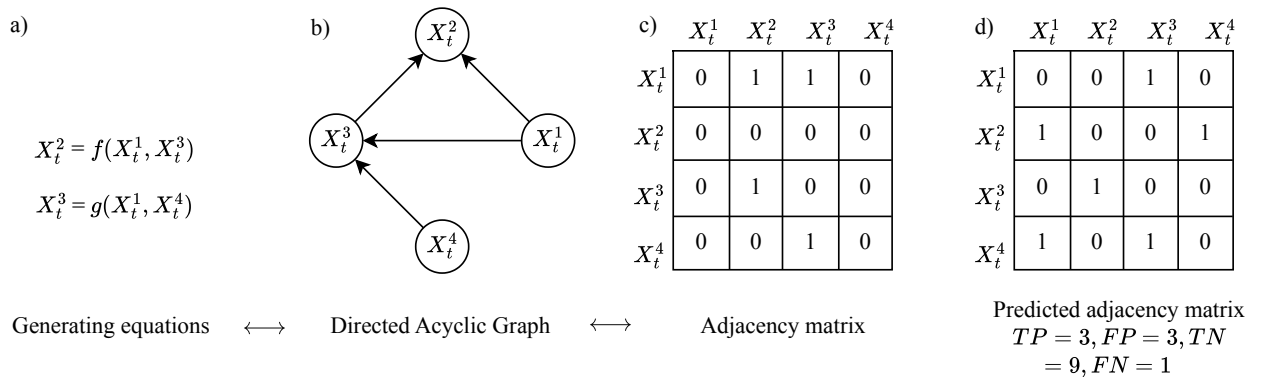 a)
X_t^2 = f(X_t^1, X_t^3)
X_t^3 = g(X_t^1, X_t^4)
Generating equations
⟷
b)
X_t^2
X_t^3
X_t^1
X_t^4
Directed Acyclic Graph
⟷
c)
X_t^1 X_t^2 X_t^3 X_t^4
X_t^1 0 1 1 0
X_t^2 0 0 0 0
X_t^3 0 1 0 0
X_t^4 0 0 1 0
Adjacency matrix
d)
X_t^1 X_t^2 X_t^3 X_t^4
X_t^1 0 0 1 0
X_t^2 1 0 0 1
X_t^3 0 1 0 0
X_t^4 1 0 1 0
Predicted adjacency matrix
TP = 3, FP = 3, TN
= 9, FN = 1